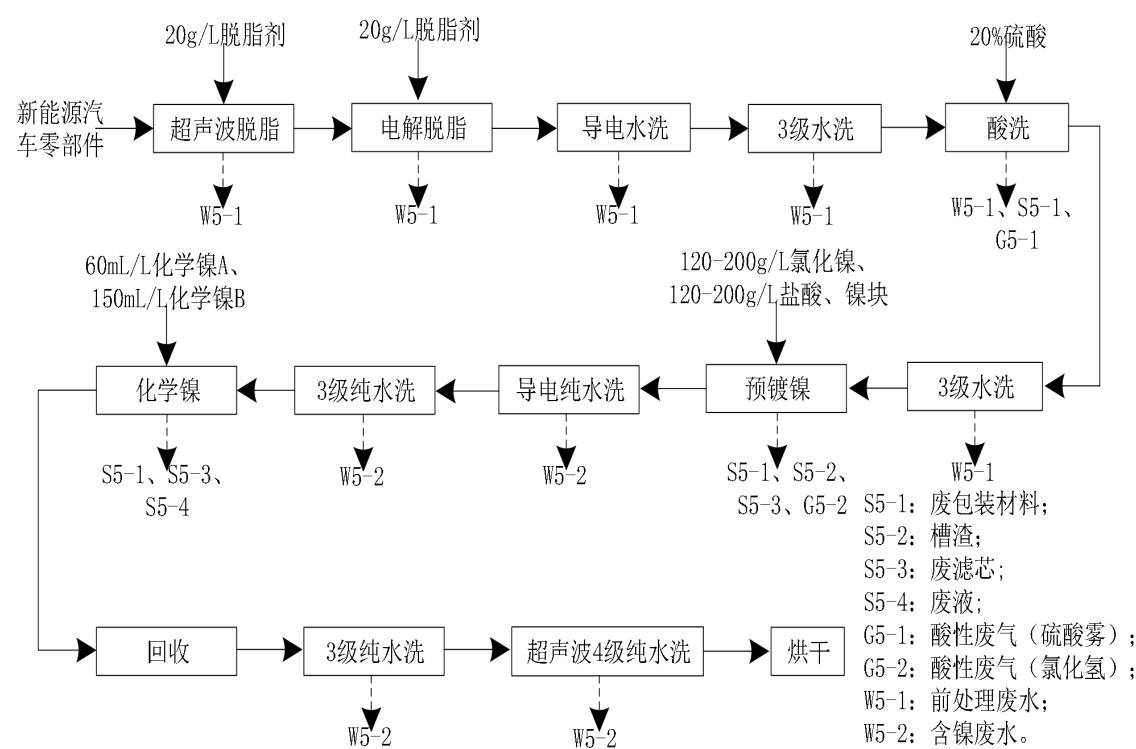 20g/L脱脂剂
20g/L脱脂剂
20%硫酸
新能源汽
车零部件
超声波脱脂
电解脱脂
导电水洗
3级水洗
酸洗
W5-1
W5-1
W5-1
W5-1
W5-1、S5-1、
G5-1
60mL/L化学镍A、
150mL/L化学镍B
120-200g/L氯化镍、
120-200g/L盐酸、镍块
化学镍
3级纯水洗
导电纯水洗
预镀镍
3级水洗
S5-1、S5-3、
S5-4
W5-2
W5-2
S5-1、S5-2、
S5-3、G5-2
W5-1
S5-1：废包装材料；
S5-2：槽渣；
S5-3：废滤芯；
S5-4：废液；
G5-1：酸性废气（硫酸雾）；
G5-2：酸性废气（氯化氢）；
W5-1：前处理废水；
W5-2：含镍废水。
回收
3级纯水洗
超声波4级纯水洗
烘干
W5-2
W5-2